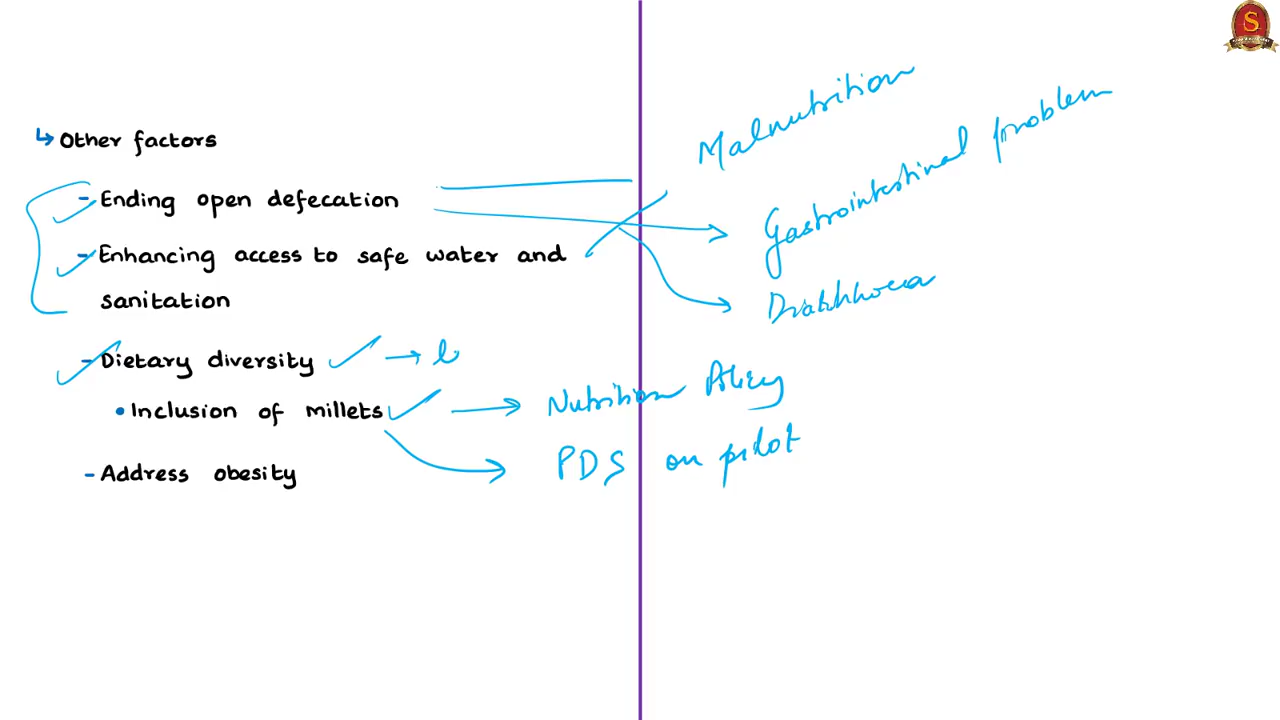 ↳ Other factors
- Ending open defecation
- Enhancing access to safe water and
sanitation
- Dietary diversity → l
• Inclusion of millets → Nutrition Policy
→ PDS on pilot
- Address obesity
Malnutrition
Gastrointestinal problem
Diarhhoea
S